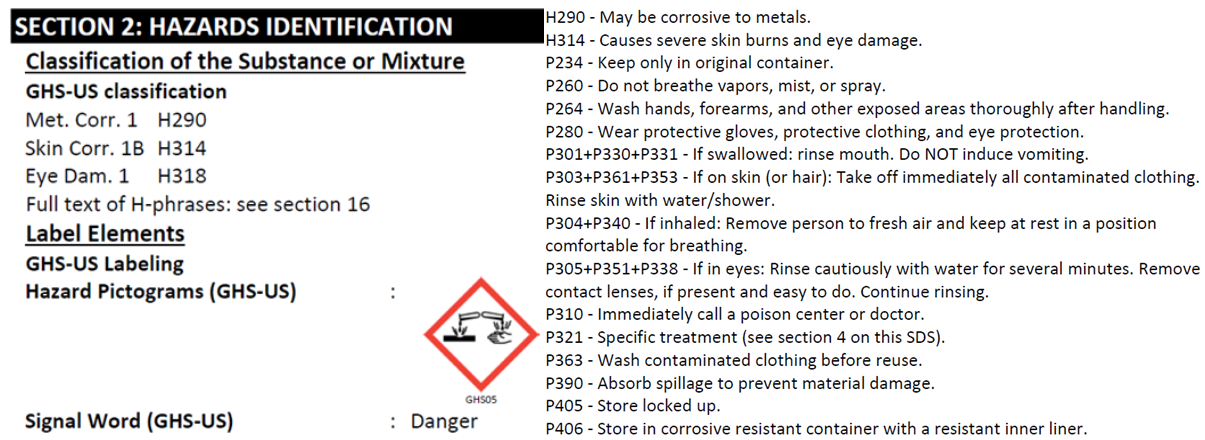 SECTION 2: HAZARDS IDENTIFICATION
Classification of the Substance or Mixture
GHS-US classification
Met. Corr. 1 H290
Skin Corr. 1B H314
Eye Dam. 1 H318
Full text of H-phrases: see section 16
Label Elements
GHS-US Labeling
Hazard Pictograms (GHS-US) :
GHS05
Signal Word (GHS-US) : Danger
H290 - May be corrosive to metals.
H314 - Causes severe skin burns and eye damage.
P234 - Keep only in original container.
P260 - Do not breathe vapors, mist, or spray.
P264 - Wash hands, forearms, and other exposed areas thoroughly after handling.
P280 - Wear protective gloves, protective clothing, and eye protection.
P301+P330+P331 - If swallowed: rinse mouth. Do NOT induce vomiting.
P303+P361+P353 - If on skin (or hair): Take off immediately all contaminated clothing.
Rinse skin with water/shower.
P304+P340 - If inhaled: Remove person to fresh air and keep at rest in a position
comfortable for breathing.
P305+P351+P338 - If in eyes: Rinse cautiously with water for several minutes. Remove
contact lenses, if present and easy to do. Continue rinsing.
P310 - Immediately call a poison center or doctor.
P321 - Specific treatment (see section 4 on this SDS).
P363 - Wash contaminated clothing before reuse.
P390 - Absorb spillage to prevent material damage.
P405 - Store locked up.
P406 - Store in corrosive resistant container with a resistant inner liner.